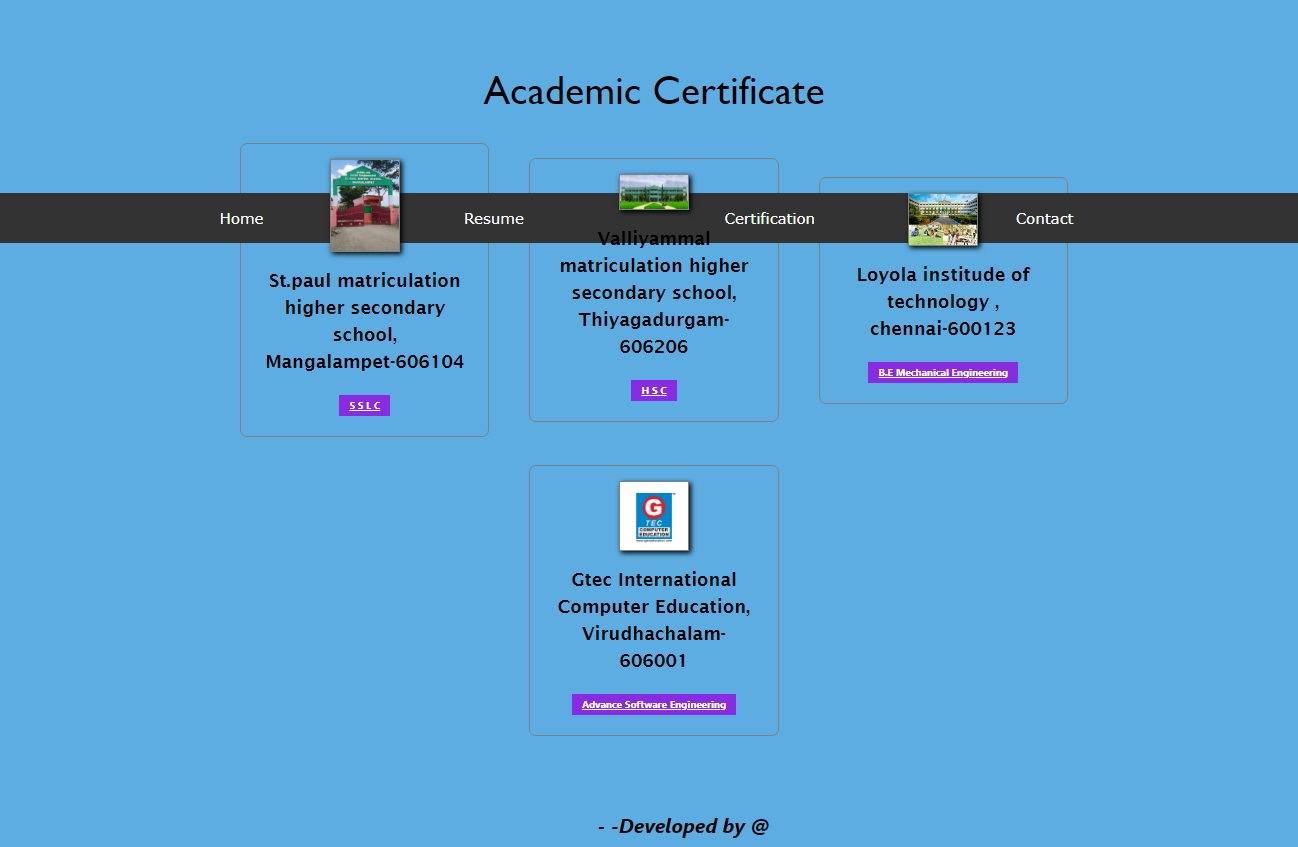 Academic Certificate
Home
Resume
Certification
Contact
St.paul matriculation
higher secondary
school,
Mangalampet-606104
S S L C
Valliyammal
matriculation higher
secondary school,
Thiyagadurgam-
606206
H S C
Loyola institude of
technology ,
chennai-600123
B.E Mechanical Engineering
G
TEC
COMPUTER
EDUCATION
Gtec International
Computer Education,
Virudhachalam-
606001
Advance Software Engineering
- -Developed by @